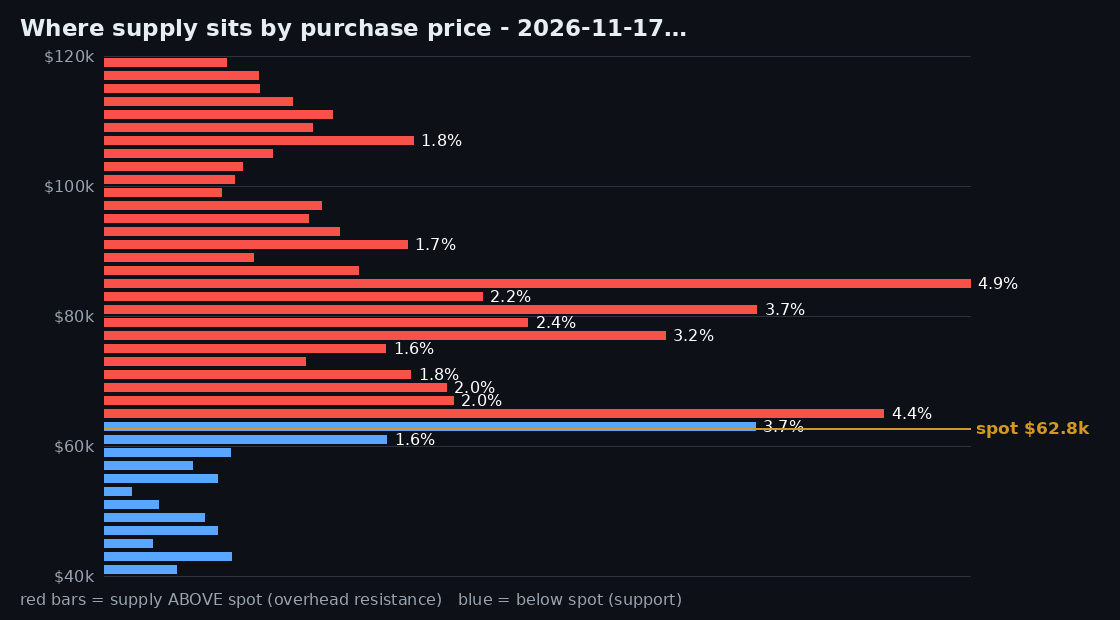 Where supply sits by purchase price - 2026-11-17…
$120k
1.8%
$100k
1.7%
4.9%
2.2%
3.7%
$80k
2.4%
3.2%
1.6%
1.8%
2.0%
2.0%
4.4%
3.7%
spot $62.8k
1.6%
$60k
$40k
red bars = supply ABOVE spot (overhead resistance) blue = below spot (support)